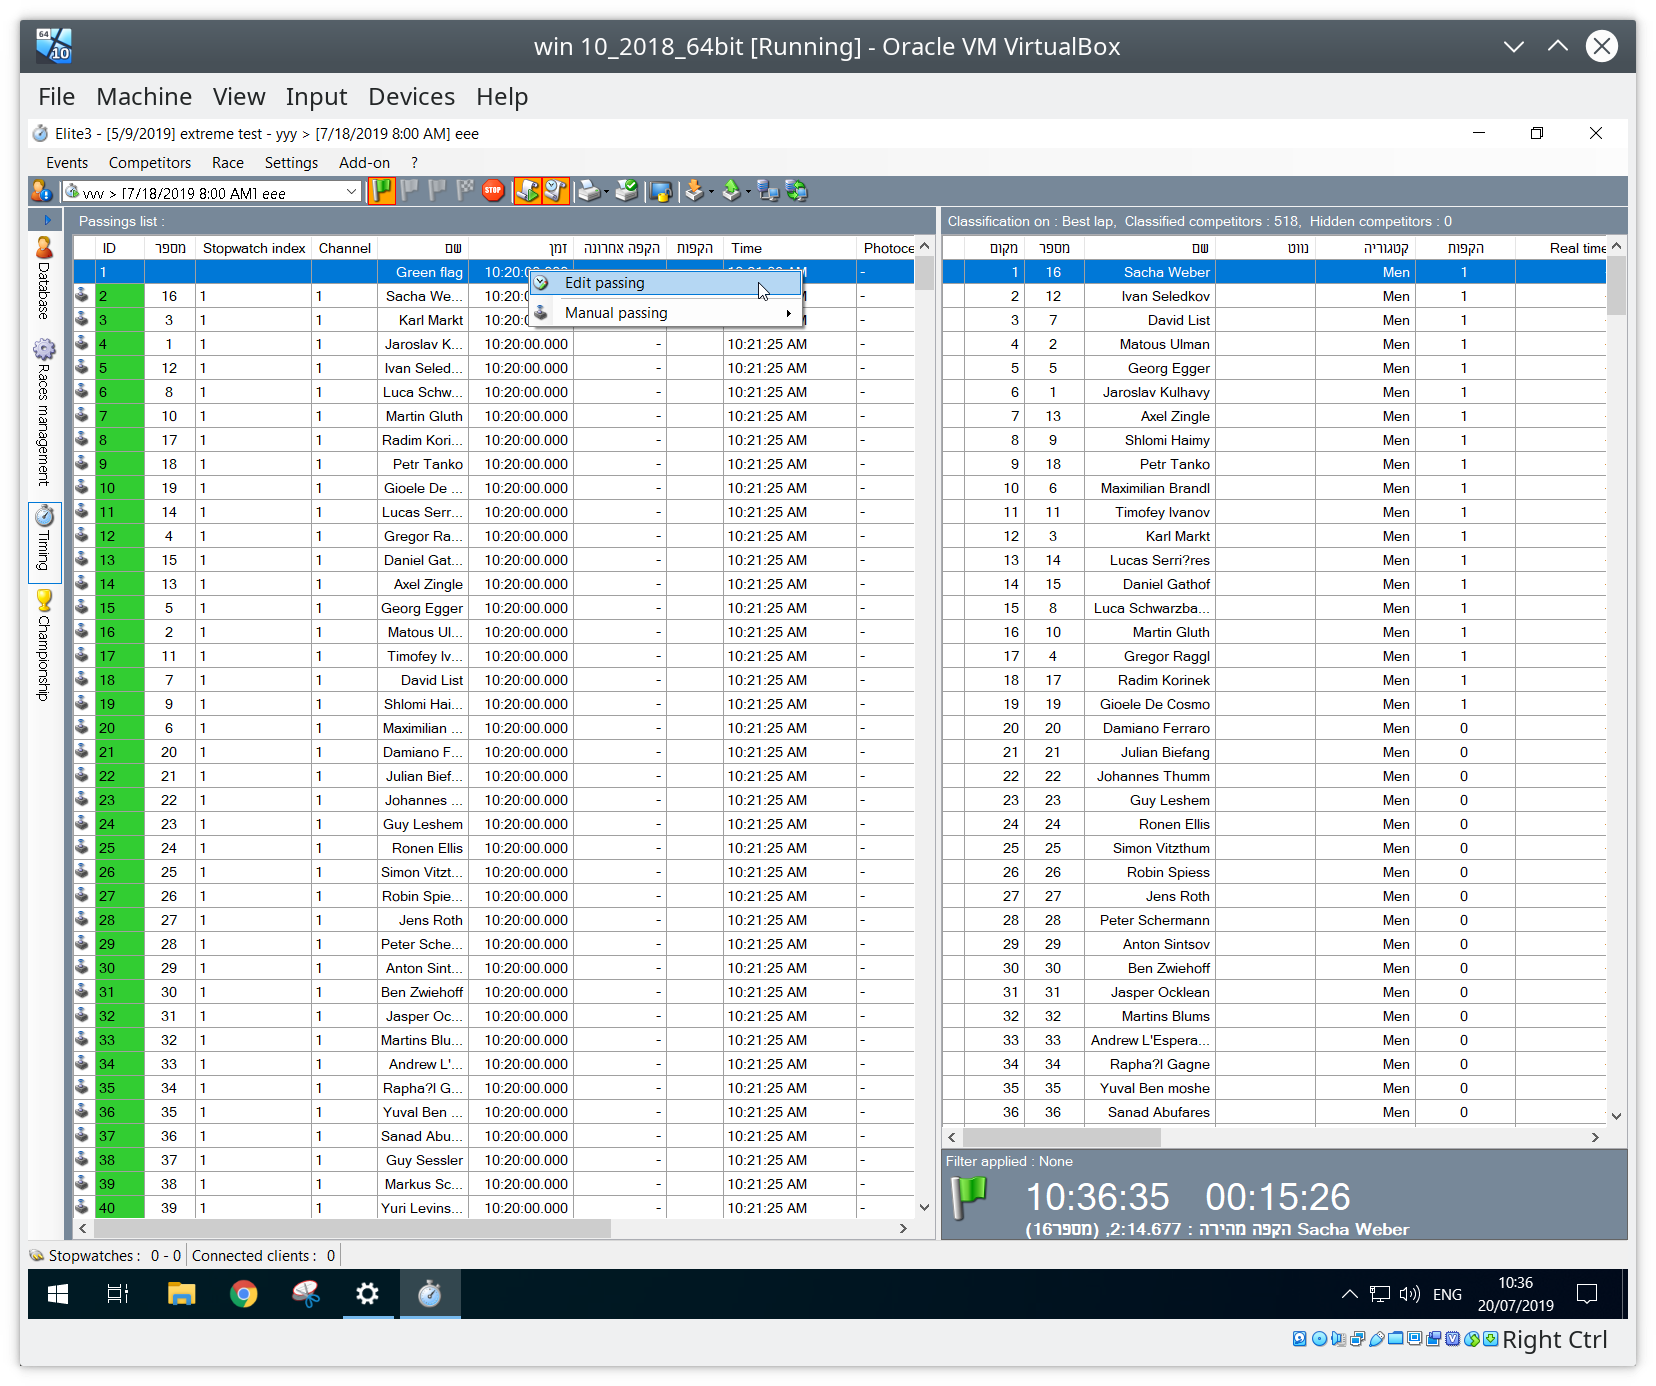 win 10_2018_64bit [Running] - Oracle VM VirtualBox
File Machine View Input Devices Help
Elite3 - [5/9/2019] extreme test - yyy > [7/18/2019 8:00 AM] eee
Events Competitors Race Settings Add-on ?
yyy > [7/18/2019 8:00 AM] eee
STOP
Database
Races management
Timing
Championship
Passings list :
ID מספר Stopwatch index Channel שם זמן הקפה אחרונה הקפות Time Photoce
1 Green flag 10:20:00.000 -
2 16 1 1 Sacha We... 10:20:0 -
3 3 1 1 Karl Markt 10:20:0 -
4 1 1 1 Jaroslav K... 10:20:00.000 - 10:21:25 AM -
5 12 1 1 Ivan Seled... 10:20:00.000 - 10:21:25 AM -
6 8 1 1 Luca Schw... 10:20:00.000 - 10:21:25 AM -
7 10 1 1 Martin Gluth 10:20:00.000 - 10:21:25 AM -
8 17 1 1 Radim Kori... 10:20:00.000 - 10:21:25 AM -
9 18 1 1 Petr Tanko 10:20:00.000 - 10:21:25 AM -
10 19 1 1 Gioele De ... 10:20:00.000 - 10:21:25 AM -
11 14 1 1 Lucas Serr... 10:20:00.000 - 10:21:25 AM -
12 4 1 1 Gregor Ra... 10:20:00.000 - 10:21:25 AM -
13 15 1 1 Daniel Gat... 10:20:00.000 - 10:21:25 AM -
14 13 1 1 Axel Zingle 10:20:00.000 - 10:21:25 AM -
15 5 1 1 Georg Egger 10:20:00.000 - 10:21:25 AM -
16 2 1 1 Matous Ul... 10:20:00.000 - 10:21:25 AM -
17 11 1 1 Timofey Iv... 10:20:00.000 - 10:21:25 AM -
18 7 1 1 David List 10:20:00.000 - 10:21:25 AM -
19 9 1 1 Shlomi Hai... 10:20:00.000 - 10:21:25 AM -
20 6 1 1 Maximilian ... 10:20:00.000 - 10:21:25 AM -
21 20 1 1 Damiano F... 10:20:00.000 - 10:21:25 AM -
22 21 1 1 Julian Bief... 10:20:00.000 - 10:21:25 AM -
23 22 1 1 Johannes ... 10:20:00.000 - 10:21:25 AM -
24 23 1 1 Guy Leshem 10:20:00.000 - 10:21:25 AM -
25 24 1 1 Ronen Ellis 10:20:00.000 - 10:21:25 AM -
26 25 1 1 Simon Vitzt... 10:20:00.000 - 10:21:25 AM -
27 26 1 1 Robin Spie... 10:20:00.000 - 10:21:25 AM -
28 27 1 1 Jens Roth 10:20:00.000 - 10:21:25 AM -
29 28 1 1 Peter Sche... 10:20:00.000 - 10:21:25 AM -
30 29 1 1 Anton Sint... 10:20:00.000 - 10:21:25 AM -
31 30 1 1 Ben Zwiehoff 10:20:00.000 - 10:21:25 AM -
32 31 1 1 Jasper Oc... 10:20:00.000 - 10:21:25 AM -
33 32 1 1 Martins Blu... 10:20:00.000 - 10:21:25 AM -
34 33 1 1 Andrew L'... 10:20:00.000 - 10:21:25 AM -
35 34 1 1 Rapha?l G... 10:20:00.000 - 10:21:25 AM -
36 35 1 1 Yuval Ben ... 10:20:00.000 - 10:21:25 AM -
37 36 1 1 Sanad Abu... 10:20:00.000 - 10:21:25 AM -
38 37 1 1 Guy Sessler 10:20:00.000 - 10:21:25 AM -
39 38 1 1 Markus Sc... 10:20:00.000 - 10:21:25 AM -
40 39 1 1 Yuri Levins... 10:20:00.000 - 10:21:25 AM -
Edit passing
Manual passing
Classification on : Best lap, Classified competitors : 518, Hidden competitors : 0
מקום מספר שם נווט קטגוריה הקפות Real time
1 16 Sacha Weber Men 1
2 12 Ivan Seledkov Men 1
3 7 David List Men 1
4 2 Matous Ulman Men 1
5 5 Georg Egger Men 1
6 1 Jaroslav Kulhavy Men 1
7 13 Axel Zingle Men 1
8 9 Shlomi Haimy Men 1
9 18 Petr Tanko Men 1
10 6 Maximilian Brandl Men 1
11 11 Timofey Ivanov Men 1
12 3 Karl Markt Men 1
13 14 Lucas Serri?res Men 1
14 15 Daniel Gathof Men 1
15 8 Luca Schwarzba... Men 1
16 10 Martin Gluth Men 1
17 4 Gregor Raggl Men 1
18 17 Radim Korinek Men 1
19 19 Gioele De Cosmo Men 1
20 20 Damiano Ferraro Men 0
21 21 Julian Biefang Men 0
22 22 Johannes Thumm Men 0
23 23 Guy Leshem Men 0
24 24 Ronen Ellis Men 0
25 25 Simon Vitzthum Men 0
26 26 Robin Spiess Men 0
27 27 Jens Roth Men 0
28 28 Peter Schermann Men 0
29 29 Anton Sintsov Men 0
30 30 Ben Zwiehoff Men 0
31 31 Jasper Ocklean Men 0
32 32 Martins Blums Men 0
33 33 Andrew L'Espera... Men 0
34 34 Rapha?l Gagne Men 0
35 35 Yuval Ben moshe Men 0
36 36 Sanad Abufares Men 0
Filter applied : None
10:36:35 00:15:26
Sacha Weber הקפה מהירה : 2:14.677, (מספר16)
Stopwatches : 0 - 0 Connected clients : 0
ENG
10:36
20/07/2019
Right Ctrl